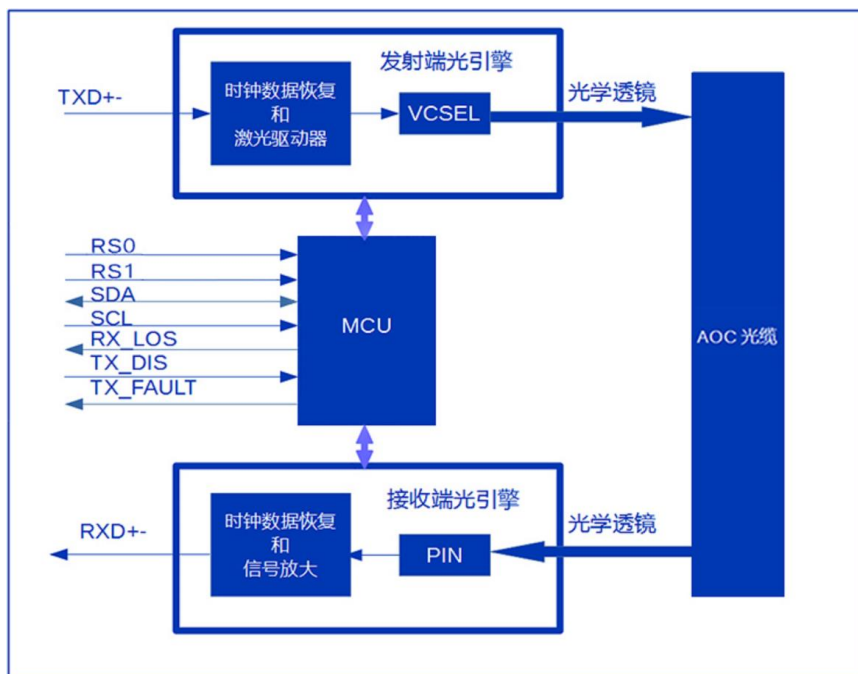 发射端光引擎
时钟数据恢复
和
激光驱动器
TXD+-
VCSEL
光学透镜
RS0
RS1
SDA
SCL
RX_LOS
TX_DIS
TX_FAULT
MCU
AOC 光缆
接收端光引擎
时钟数据恢复
和
信号放大
RXD+-
PIN
光学透镜